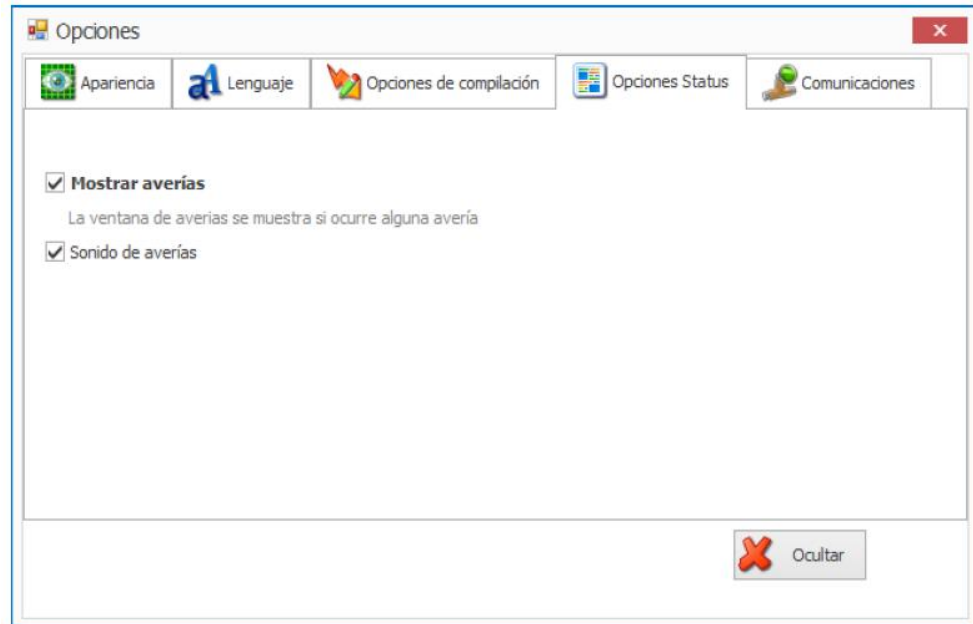 Opciones
Apariencia
Lenguaje
Opciones de compilación
Opciones Status
Comunicaciones
Mostrar averías
La ventana de averias se muestra si ocurre alguna avería
Sonido de averías
Ocultar